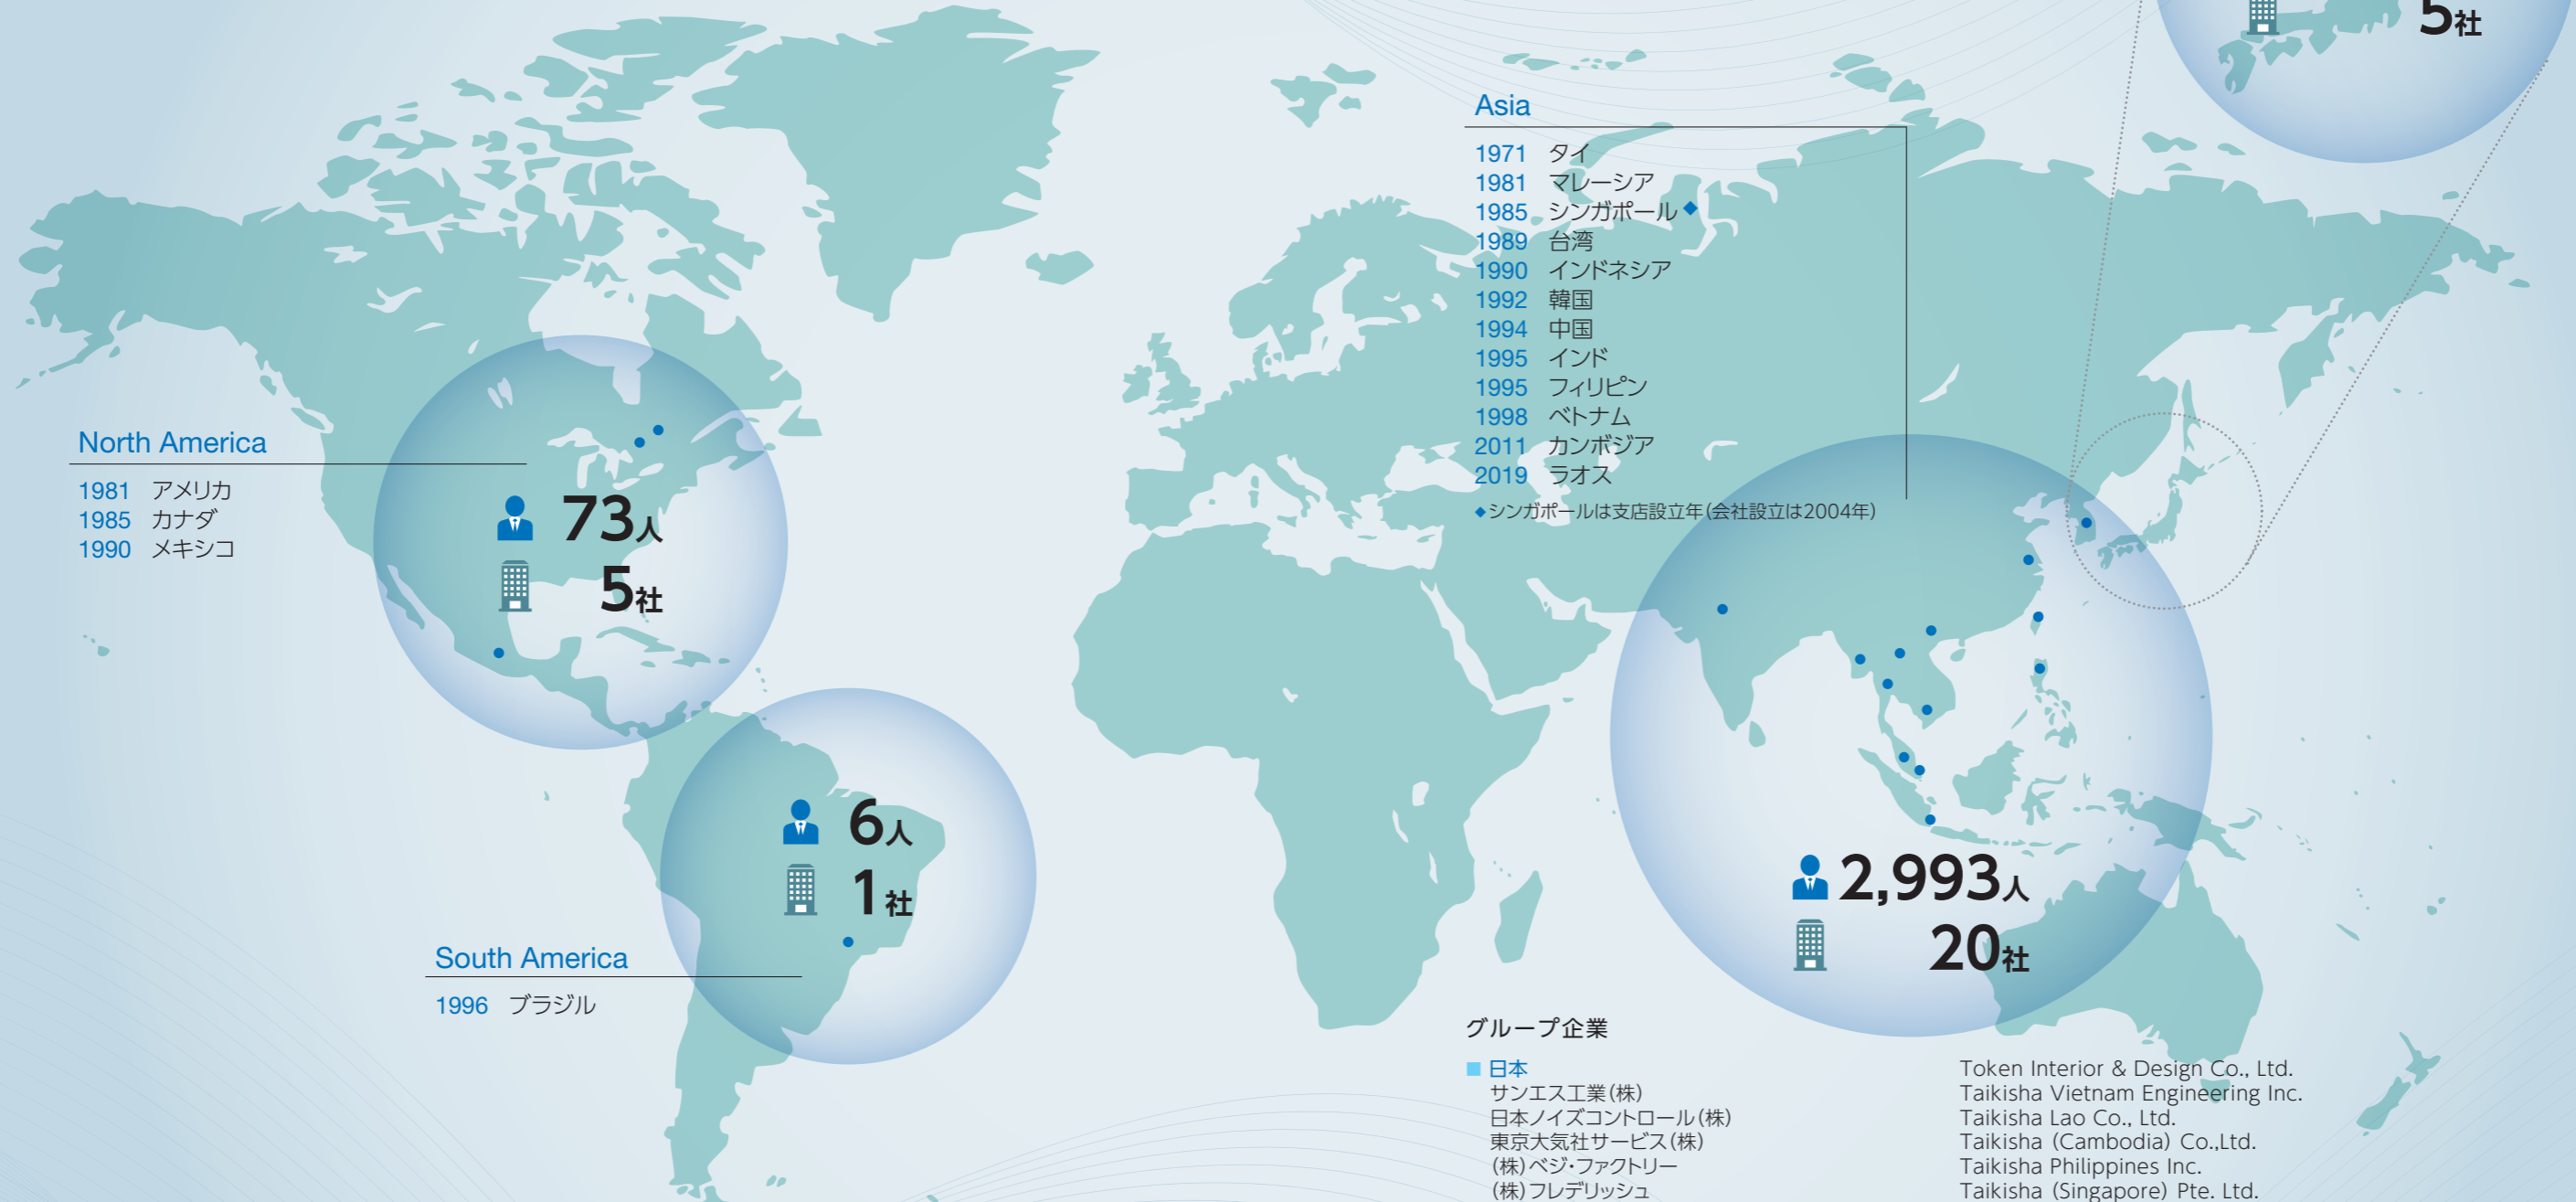 5社
Asia
1971 タイ
1981 マレーシア
1985 シンガポール◆
1989 台湾
1990 インドネシア
1992 韓国
1994 中国
1995 インド
1995 フィリピン
1998 ベトナム
2011 カンボジア
2019 ラオス
◆シンガポールは支店設立年(会社設立は2004年)
North America
1981 アメリカ
1985 カナダ
1990 メキシコ
73人
5社
6人
1社
South America
1996 ブラジル
2,993人
20社
グループ企業
■ 日本
サンエス工業(株)
日本ノイズコントロール(株)
東京大気社サービス(株)
(株)ベジ・ファクトリー
(株)フレデリッシュ
Token Interior & Design Co., Ltd.
Taikisha Vietnam Engineering Inc.
Taikisha Lao Co., Ltd.
Taikisha (Cambodia) Co.,Ltd.
Taikisha Philippines Inc.
Taikisha (Singapore) Pte. Ltd.